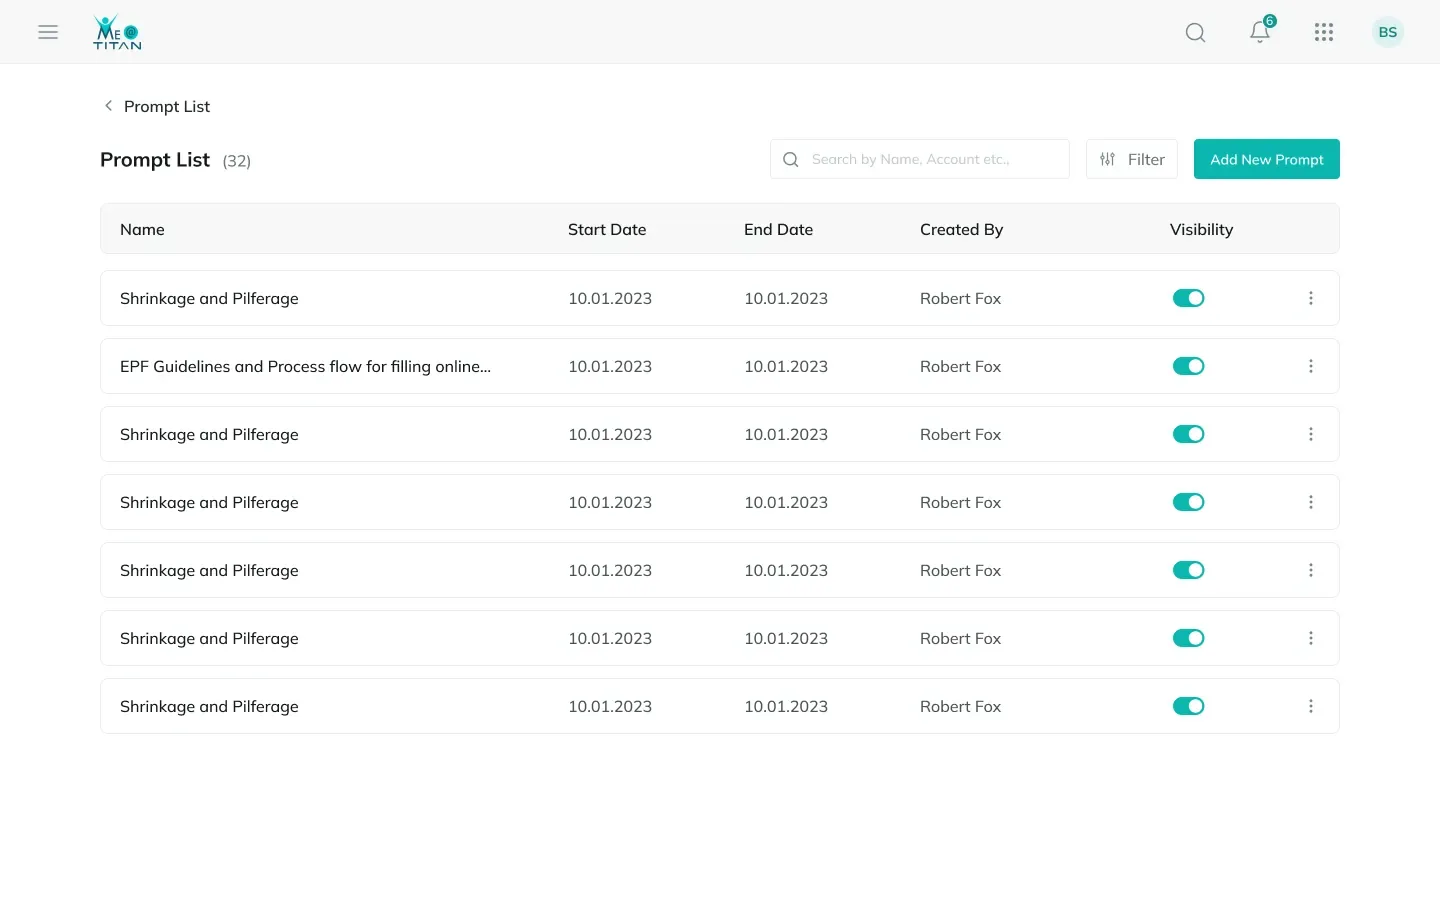 Me @
TITAN
6
BS
Prompt List
Prompt List (32)
Search by Name, Account etc.,
Filter
Add New Prompt
Name Start Date End Date Created By Visibility
Shrinkage and Pilferage 10.01.2023 10.01.2023 Robert Fox
EPF Guidelines and Process flow for filling online... 10.01.2023 10.01.2023 Robert Fox
Shrinkage and Pilferage 10.01.2023 10.01.2023 Robert Fox
Shrinkage and Pilferage 10.01.2023 10.01.2023 Robert Fox
Shrinkage and Pilferage 10.01.2023 10.01.2023 Robert Fox
Shrinkage and Pilferage 10.01.2023 10.01.2023 Robert Fox
Shrinkage and Pilferage 10.01.2023 10.01.2023 Robert Fox